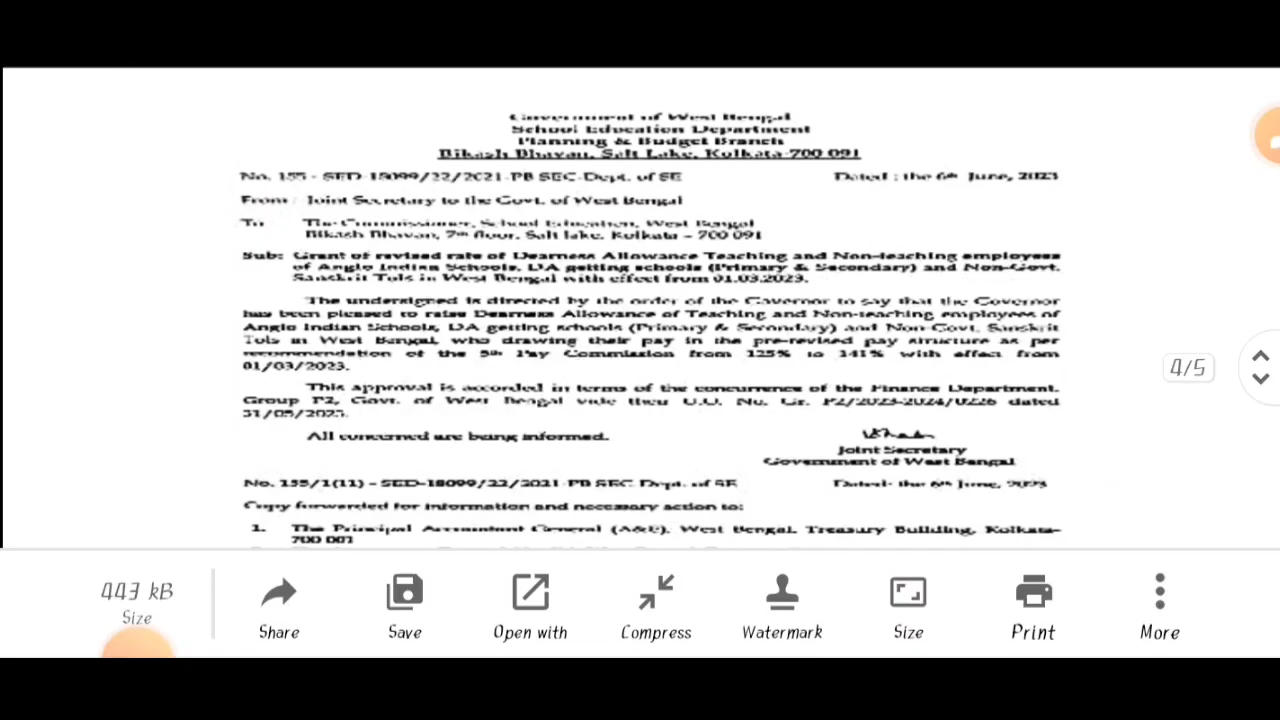 Government of West Bengal
School Education Department
Planning & Budget Branch
Bikash Bhavan, Salt Lake, Kolkata-700 091
No. 155 - SED-18099/22/2021-PB SEC-Dept. of SE Dated : the 6th June, 2023
From : Joint Secretary to the Govt. of West Bengal
To The Commissioner, School Education, West Bengal
Bikash Bhavan, 7th floor, Salt lake, Kolkata – 700 091
Sub: Grant of revised rate of Dearness Allowance Teaching and Non-teaching employees
of Anglo Indian Schools, DA getting schools (Primary & Secondary) and Non-Govt.
Sanskrit Tols in West Bengal with effect from 01.03.2023.
The undersigned is directed by the order of the Governor to say that the Governor
has been pleased to raise Dearness Allowance of Teaching and Non-teaching employees of
Anglo Indian Schools, DA getting schools (Primary & Secondary) and Non-Govt. Sanskrit
Tols in West Bengal, who drawing their pay in the pre-revised pay structure as per
recommendation of the 5th Pay Commission from 125% to 141% with effect from
01/03/2023.
This approval is accorded in terms of the concurrence of the Finance Department,
Group P2, Govt. of West Bengal vide their U.O. No. Gr. P2/2023-2024/0226 dated
31/05/2023.
All concerned are being informed.
Joint Secretary
Government of West Bengal
No. 155/1(11) – SED-18099/22/2021-PB SEC Dept. of SE Dated- the 6th June, 2023
Copy forwarded for information and necessary action to:
1. The Principal Accountant General (A&E), West Bengal, Treasury Building, Kolkata-
700 001
4/5
443 kB
Size
Share Save Open with Compress Watermark Size Print More